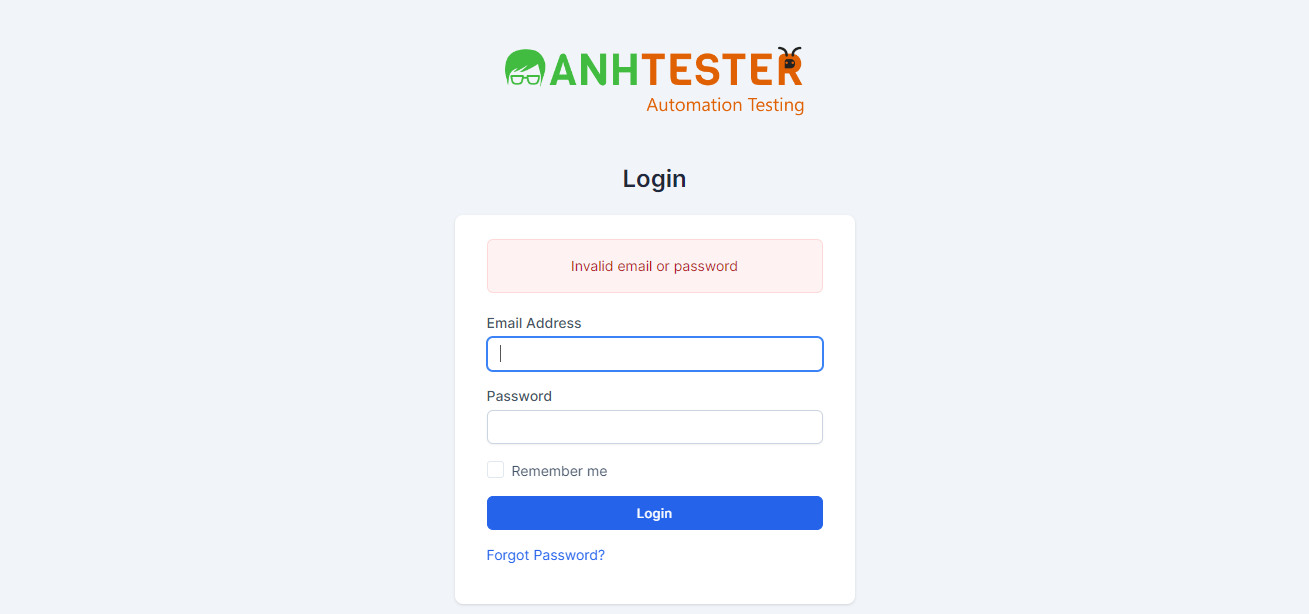 ANHTESTER
Automation Testing
Login
Invalid email or password
Email Address
Password
Remember me
Login
Forgot Password?